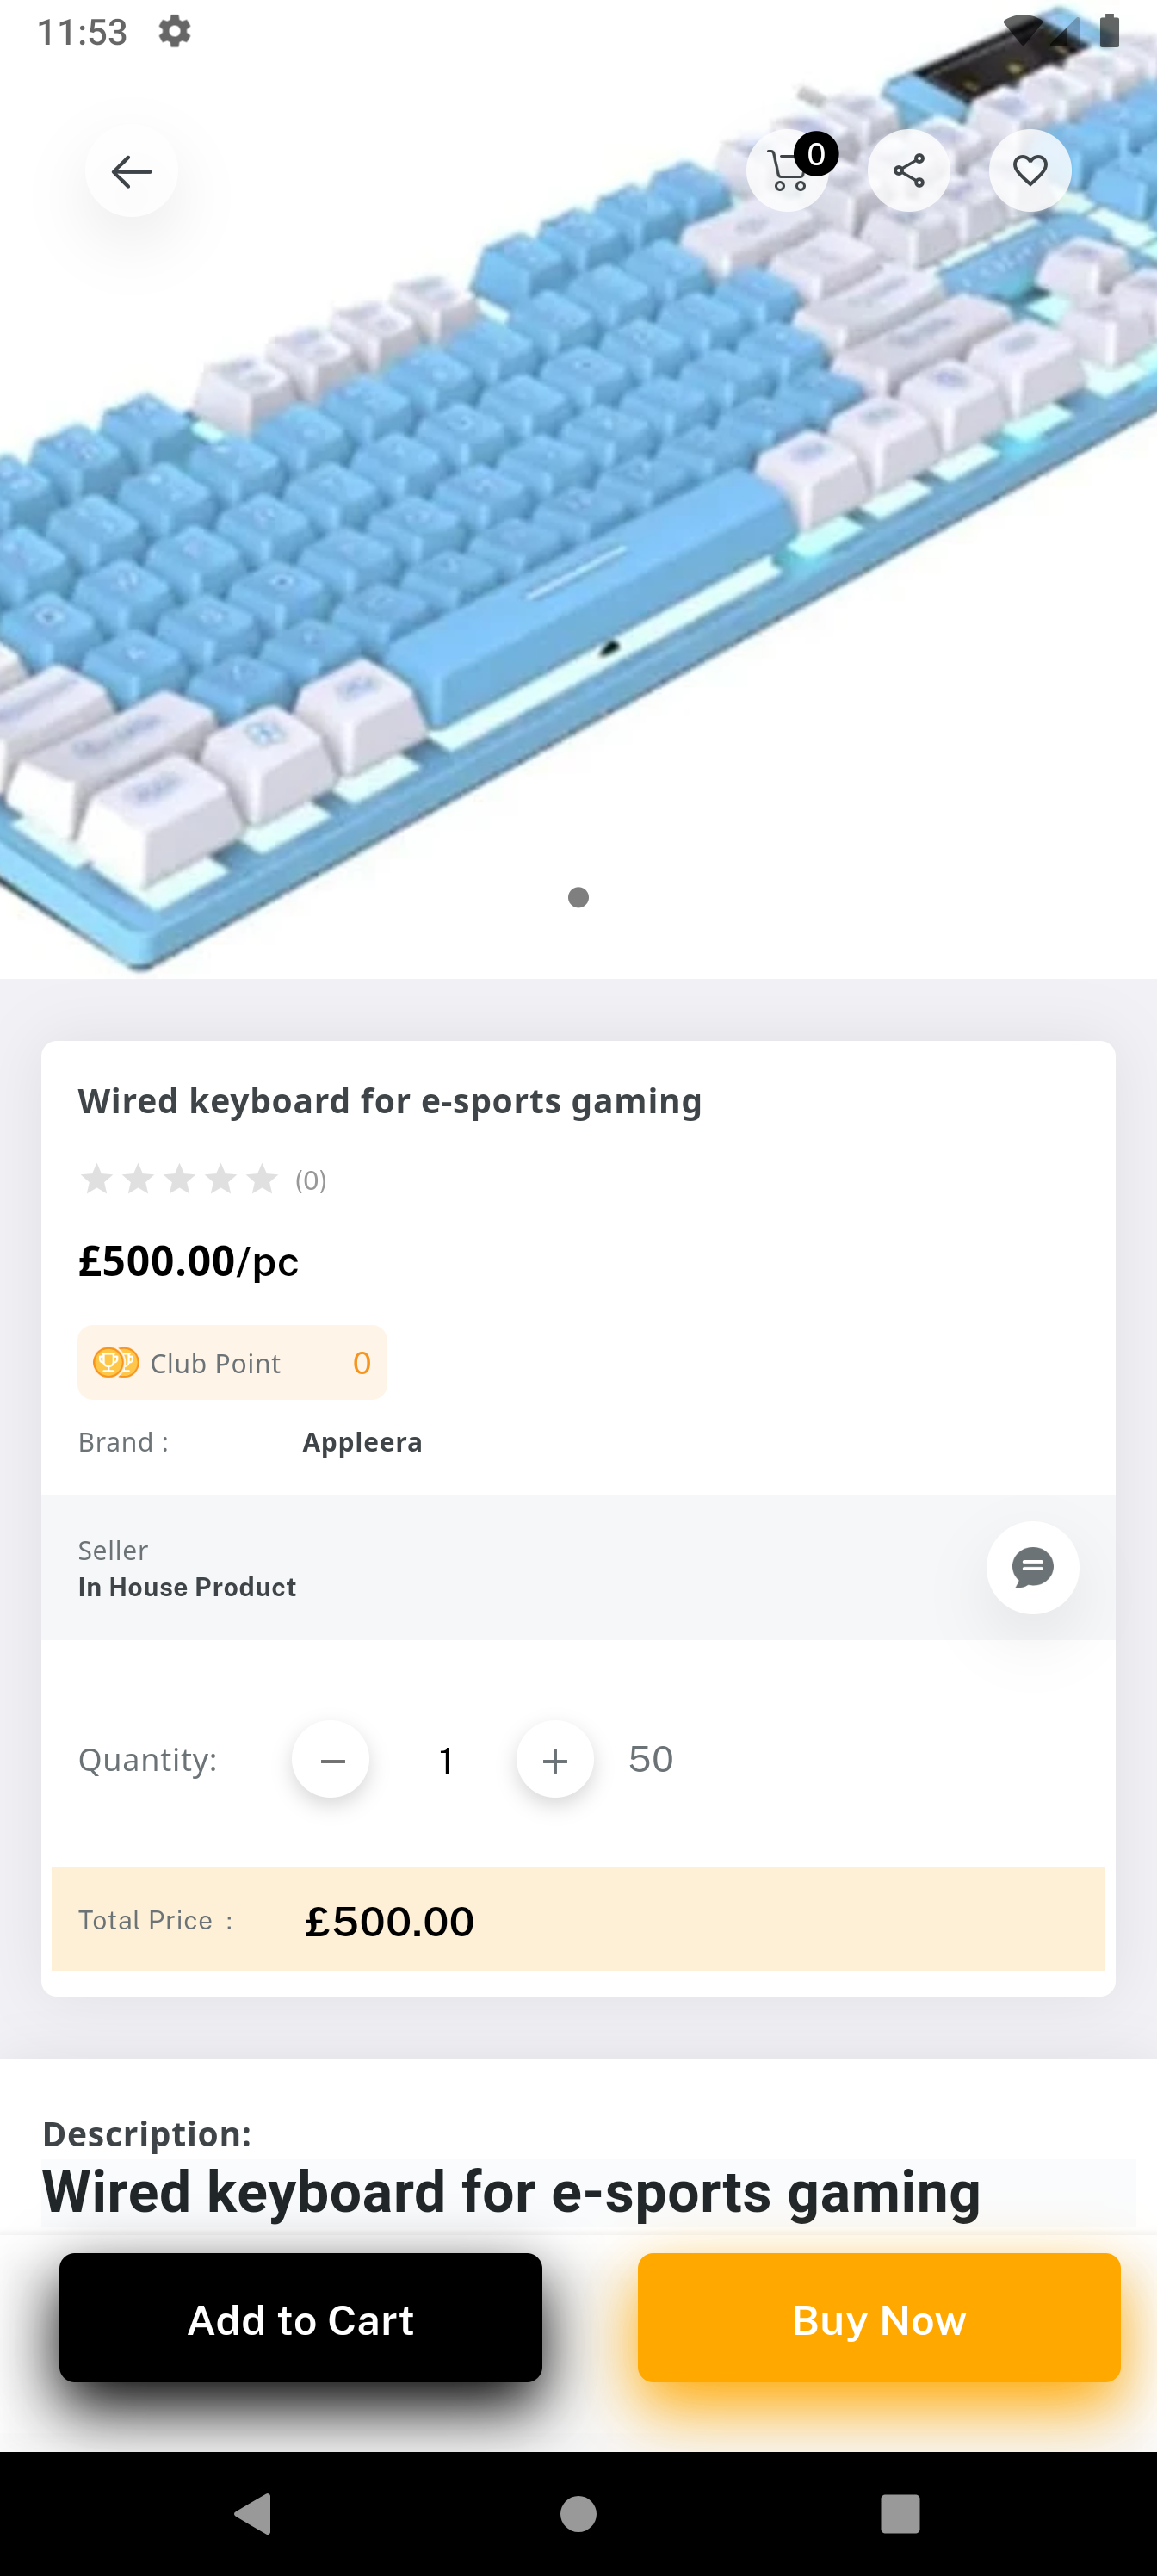 11:53
0
Wired keyboard for e-sports gaming
(0)
£500.00/pc
Club Point 0
Brand : Appleera
Seller
In House Product
Quantity: 1 50
Total Price : £500.00
Description:
Wired keyboard for e-sports gaming
Add to Cart Buy Now